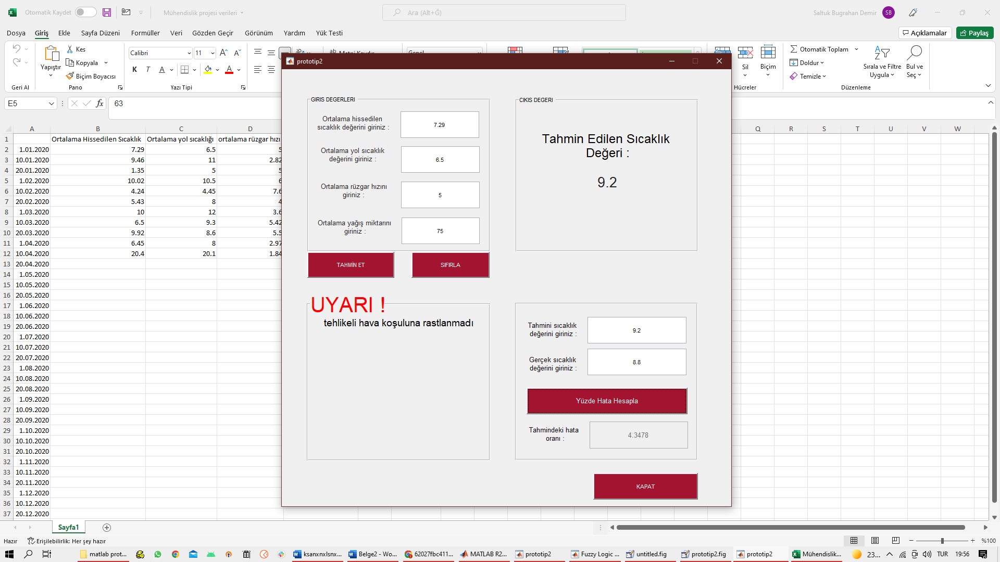 Otomatik Kaydet
Mühendislik projesi verileri
Ara (Alt+Ğ)
Saltuk Bugrahan Demir
SB
Dosya Giriş Ekle Sayfa Düzeni Formüller Veri Gözden Geçir Görünüm Yardım Yük Testi
Açıklamalar
Paylaş
Yapıştır
Kes
Kopyala
Biçim Boyacısı
Calibri 11
K T A
Geri Al
Pano
Yazı Tipi
Sil
Biçim
Hücreler
Otomatik Toplam
Doldur
Temizle
Sırala ve Filtre
Uygula
Bul ve
Seç
Düzenleme
E5
fx
63
A B C D Q R S T U V W
1 Ortalama Hissedilen Sıcaklık Ortalama yol sıcaklığı ortalama rüzgar hızı
2 1.01.2020 7.29 6.5 5
3 10.01.2020 9.46 11 2.82
4 20.01.2020 1.35 5 5
5 1.02.2020 10.02 10.5 6
6 10.02.2020 4.24 4.45 7.6
7 20.02.2020 5.43 8 4
8 1.03.2020 10 12 3.6
9 10.03.2020 6.5 9.3 5.42
10 20.03.2020 9.92 8.6 5.5
11 1.04.2020 6.45 8 2.97
12 10.04.2020 20.4 20.1 1.84
13 20.04.2020
14 1.05.2020
15 10.05.2020
16 20.05.2020
17 1.06.2020
18 10.06.2020
19 20.06.2020
20 1.07.2020
21 10.07.2020
22 20.07.2020
23 1.08.2020
24 10.08.2020
25 20.08.2020
26 1.09.2020
27 10.09.2020
28 20.09.2020
29 1.10.2020
30 10.10.2020
31 20.10.2020
32 1.11.2020
33 10.11.2020
34 20.11.2020
35 1.12.2020
36 10.12.2020
37 20.12.2020
prototip2
GIRIS DEGERLERI
Ortalama hissedilen
sıcaklık değerini giriniz :
7.29
Ortalama yol sıcaklık
değerini giriniz :
6.5
Ortalama rüzgar hızını
giriniz :
5
Ortalama yağış miktarını
giriniz :
75
TAHMİN ET
SIFIRLA
CIKIS DEGERI
Tahmin Edilen Sıcaklık
Değeri :
9.2
UYARI !
tehlikeli hava koşuluna rastlanmadı
Tahmini sıcaklık
değerini giriniz :
9.2
Gerçek sıcaklık
değerini giriniz :
8.8
Yüzde Hata Hesapla
Tahmindeki hata
oranı :
4.3478
KAPAT
Sayfa1
Hazır
Erişilebilirlik: Her şey hazır
%100
matlab prot...
ksanxnxlsnx...
Belge2 - Wo...
62027fbc411...
MATLAB R2...
prototip2
Fuzzy Logic ...
untitled.fig
prototip2.fig
prototip2
Mühendislik...
23...
TUR
19:56